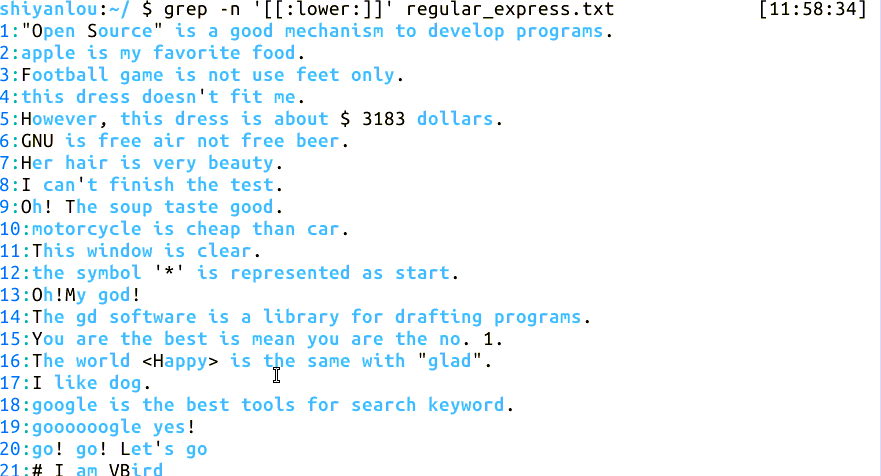 shiyanlou:~/ $ grep -n '[[:lower:]]' regular_express.txt [11:58:34]
1:"Open Source" is a good mechanism to develop programs.
2:apple is my favorite food.
3:Football game is not use feet only.
4:this dress doesn't fit me.
5:However, this dress is about $ 3183 dollars.
6:GNU is free air not free beer.
7:Her hair is very beauty.
8:I can't finish the test.
9:Oh! The soup taste good.
10:motorcycle is cheap than car.
11:This window is clear.
12:the symbol '*' is represented as start.
13:Oh!My god!
14:The gd software is a library for drafting programs.
15:You are the best is mean you are the no. 1.
16:The world <Happy> is the same with "glad".
17:I like dog.
18:google is the best tools for search keyword.
19:goooooogle yes!
20:go! go! Let's go
21:# I am VBird